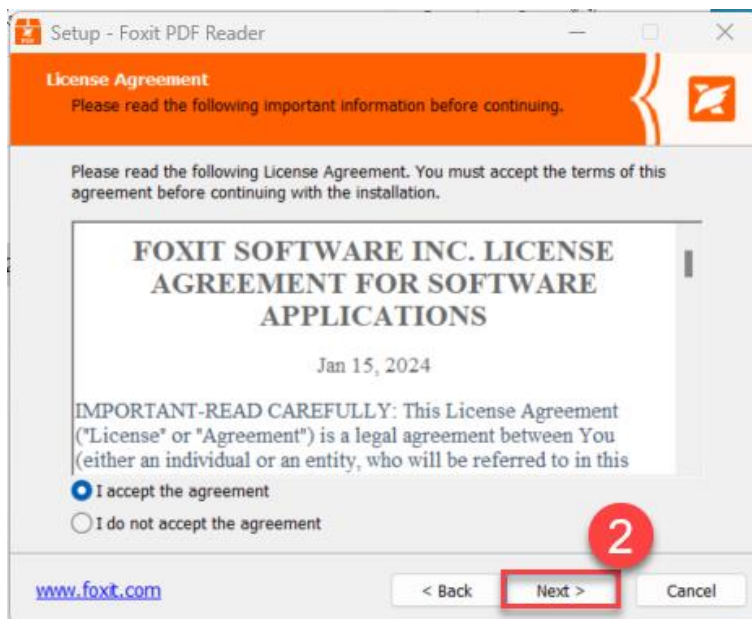 Setup - Foxit PDF Reader
License Agreement
Please read the following important information before continuing.
Please read the following License Agreement. You must accept the terms of this
agreement before continuing with the installation.
FOXIT SOFTWARE INC. LICENSE
AGREEMENT FOR SOFTWARE
APPLICATIONS
Jan 15, 2024
IMPORTANT-READ CAREFULLY: This License Agreement
("License" or "Agreement") is a legal agreement between You
(either an individual or an entity, who will be referred to in this
I accept the agreement
I do not accept the agreement
2
www.foxit.com
< Back
Next >
Cancel